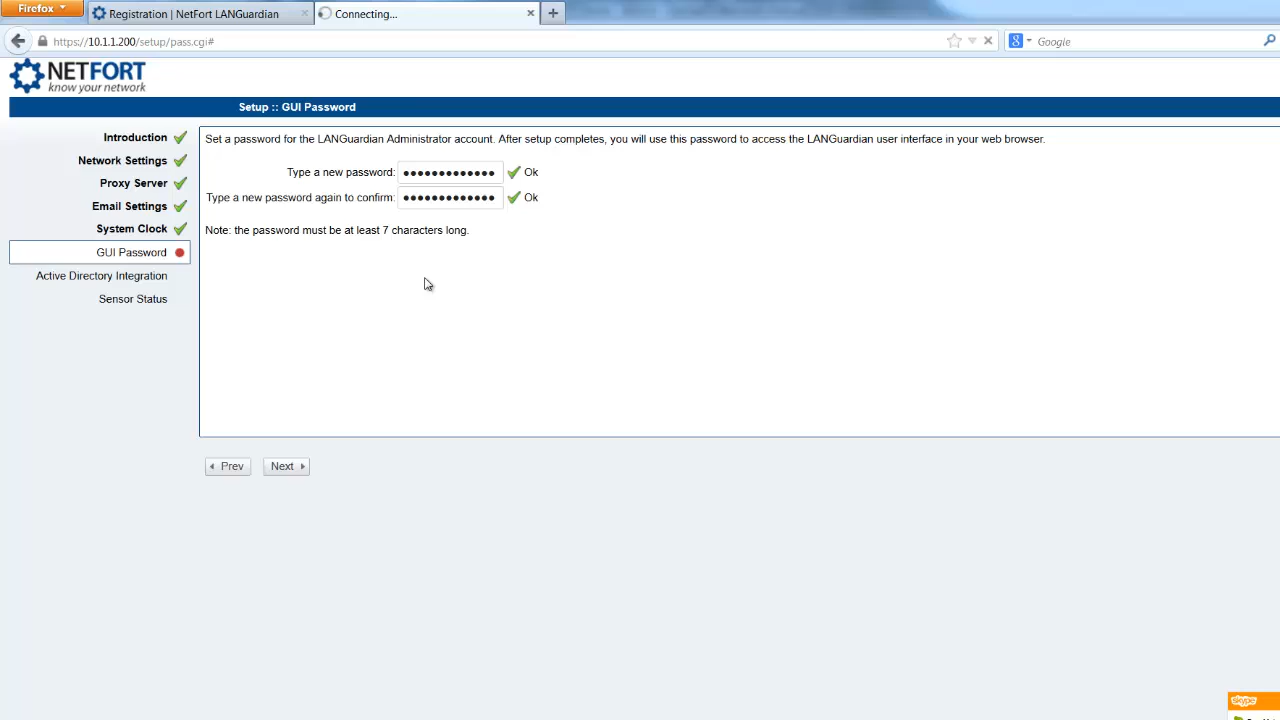 Firefox
Registration | NetFort LANGuardian
Connecting...
https://10.1.1.200/setup/pass.cgi#
Google
NETFORT
know your network
Setup :: GUI Password
Introduction
Network Settings
Proxy Server
Email Settings
System Clock
GUI Password
Active Directory Integration
Sensor Status
Set a password for the LANGuardian Administrator account. After setup completes, you will use this password to access the LANGuardian user interface in your web browser.
Type a new password: ●●●●●●●●●●●●● Ok
Type a new password again to confirm: ●●●●●●●●●●●●● Ok
Note: the password must be at least 7 characters long.
Prev
Next
skype